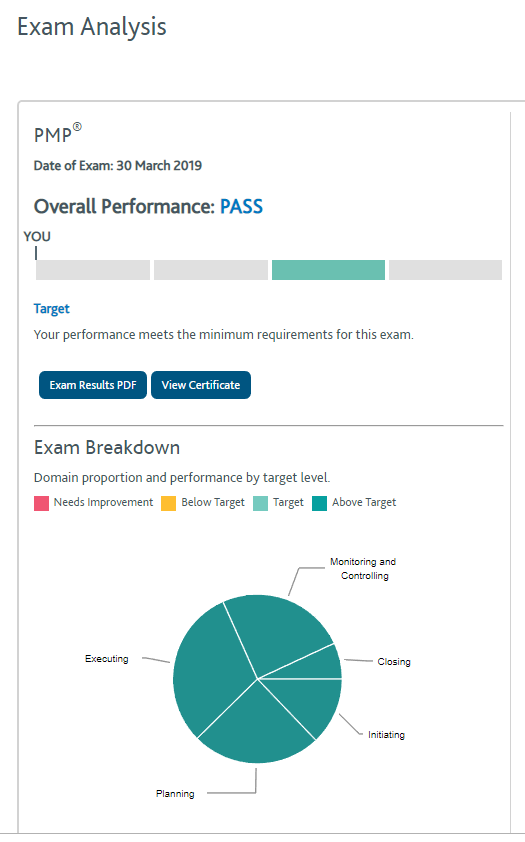 Exam Analysis
PMP®
Date of Exam: 30 March 2019
Overall Performance: PASS
YOU
Target
Your performance meets the minimum requirements for this exam.
Exam Results PDF View Certificate
Exam Breakdown
Domain proportion and performance by target level.
Needs Improvement Below Target Target Above Target
Monitoring and
Controlling
Executing
Closing
Initiating
Planning